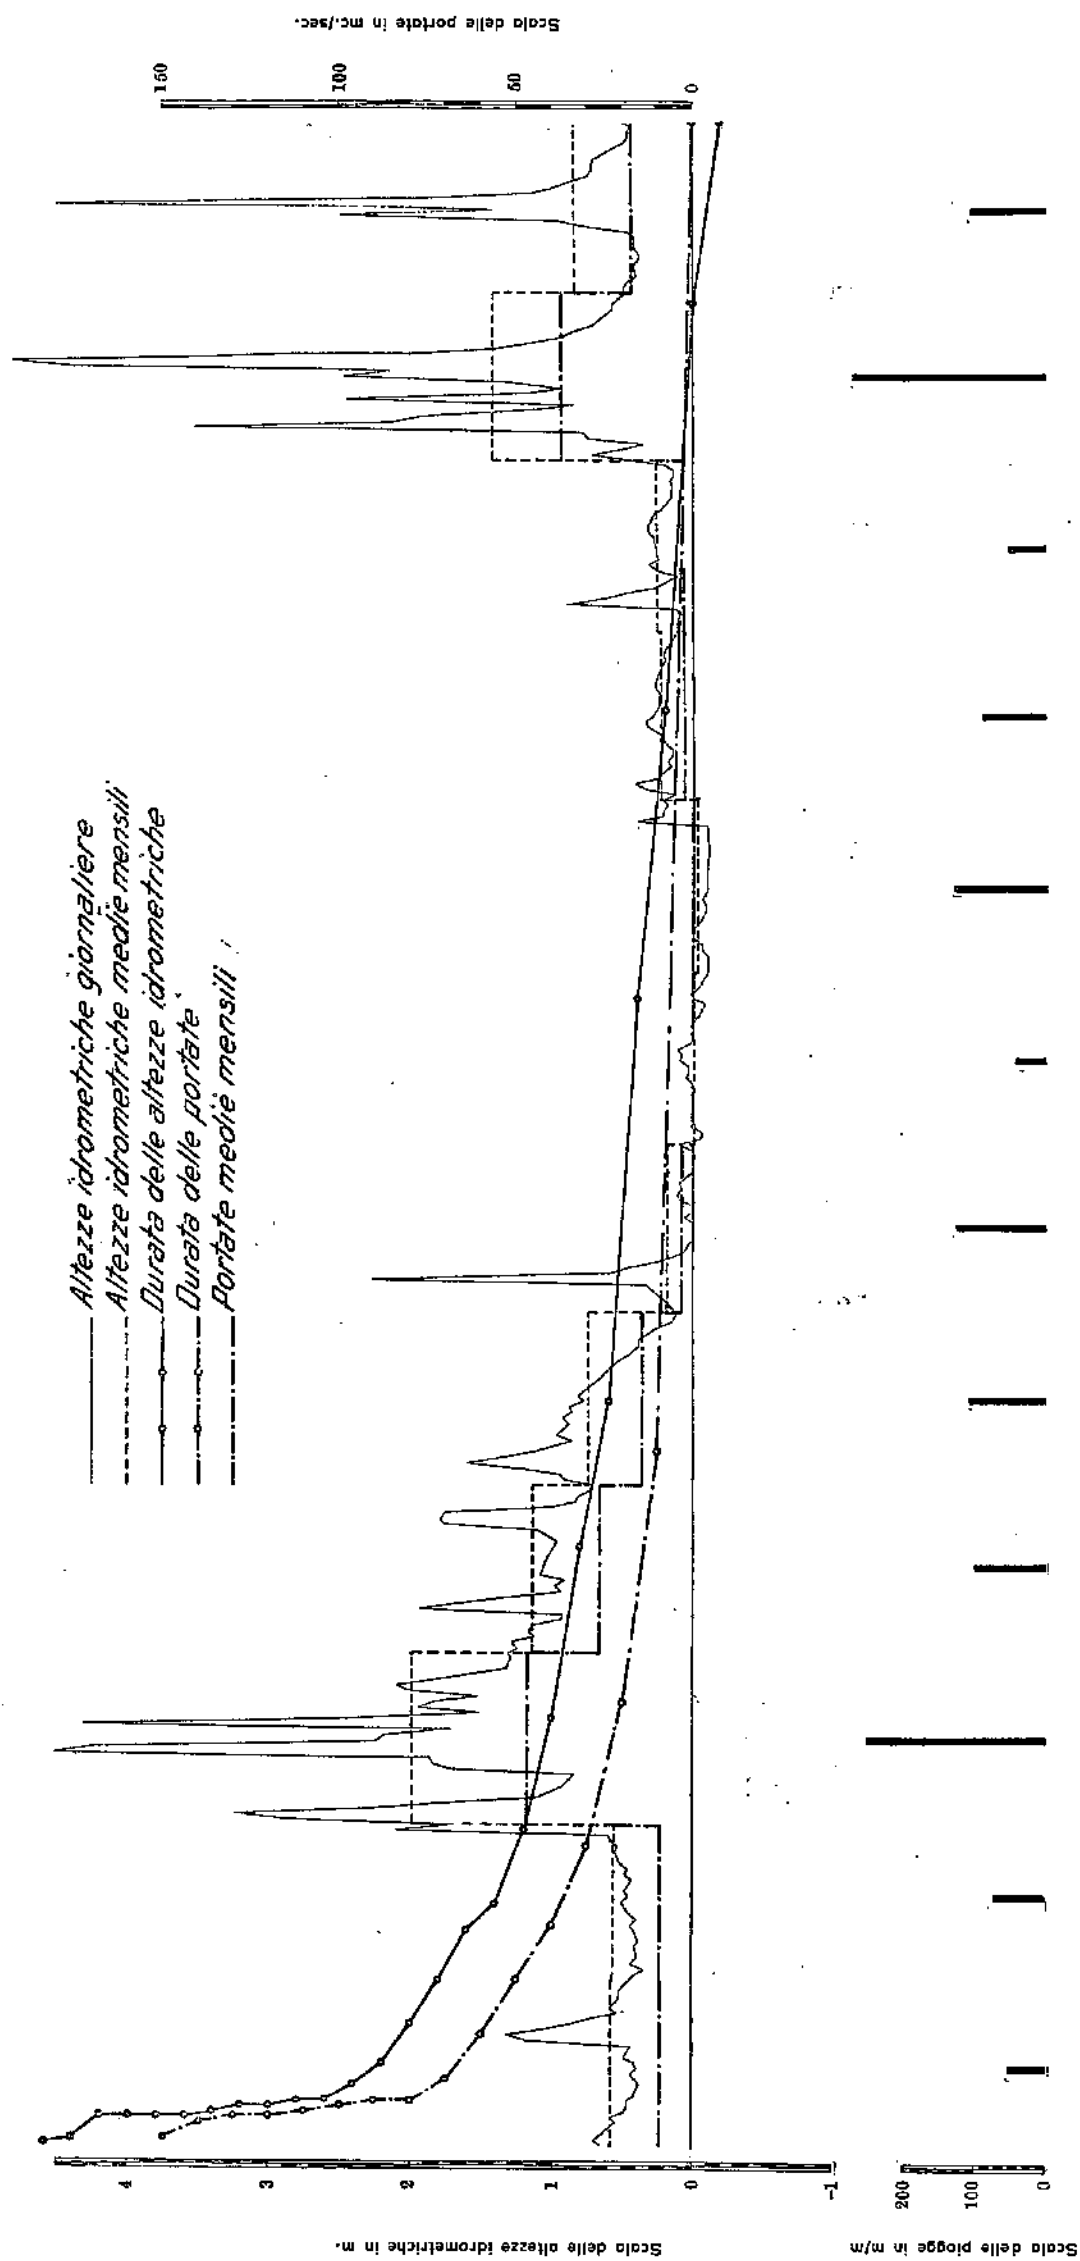 Altezze idrometriche giornaliere
Altezze idrometriche medie mensili
Durata delle altezze idrometriche
Durata delle portate
Portate medie mensili
Scala delle portate in mc./sec.
150
100
50
0
Scala delle altezze idrometriche in m.
4
3
2
1
0
-1
Scala delle piogge in m/m
200
100
0